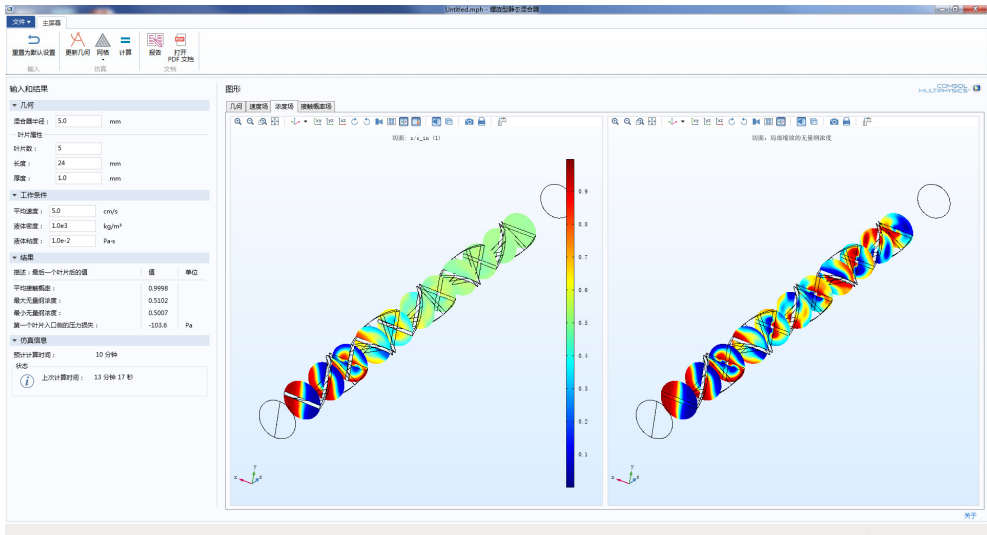 Untitled.mph - 螺旋型静态混合器
文件 主屏幕
重置为默认设置 更新几何 网格 计算 报告 打开 PDF 文档
输入 仿真 文档
输入和结果
几何
混合器半径： 5.0 mm
叶片属性
叶片数： 5
长度： 24 mm
厚度： 1.0 mm
工作条件
平均速度： 5.0 cm/s
液体密度： 1.0e3 kg/m³
液体粘度： 1.0e-2 Pa·s
结果
描述：最后一个叶片后的值 值 单位
平均接触概率： 0.9998
最大无量纲浓度： 0.5102
最小无量纲浓度： 0.5007
第一个叶片入口侧的压力损失： -103.6 Pa
仿真信息
预计计算时间： 10 分钟
状态
上次计算时间： 13 分钟 17 秒
图形
COMSOL
MULTIPHYSICS
几何 速度场 浓度场 接触概率场
切面: c/c_in (1)
0.9
0.8
0.7
0.6
0.5
0.4
0.3
0.2
0.1
y
x z
切面: 局部缩放的无量纲浓度
y
x z
关于